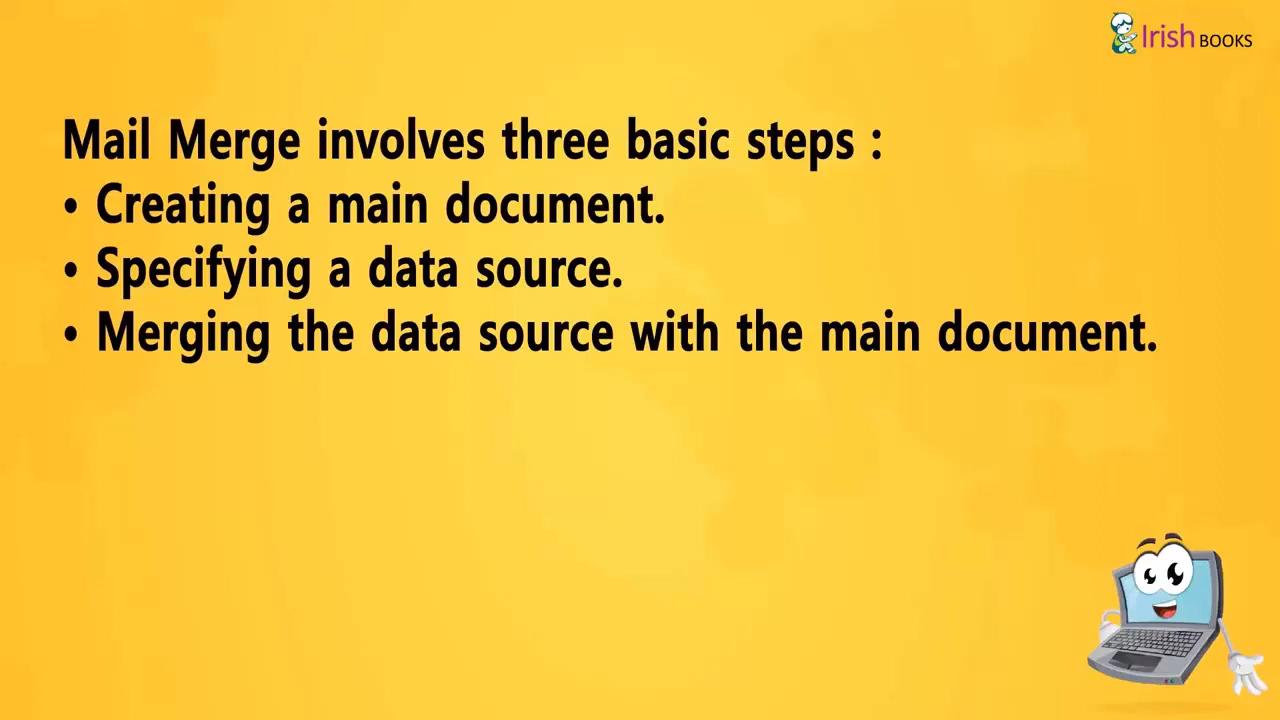 Irish BOOKS
Mail Merge involves three basic steps :
• Creating a main document.
• Specifying a data source.
• Merging the data source with the main document.